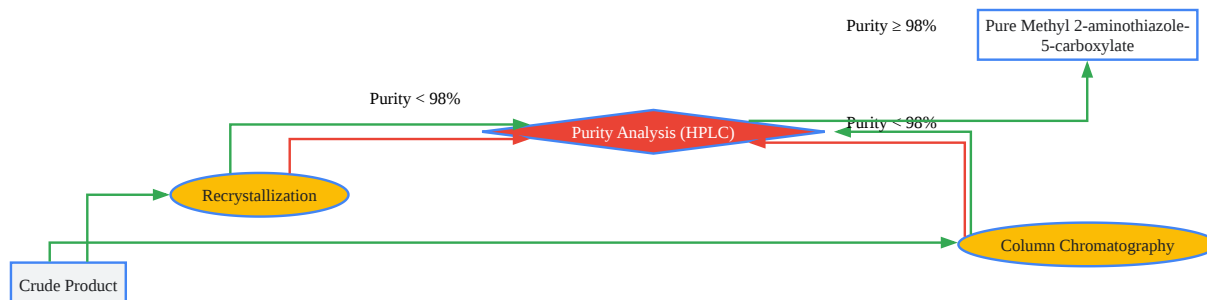 Purity ≥ 98%
Pure Methyl 2-aminothiazole-
5-carboxylate
Purity < 98%
Purity < 98%
Purity Analysis (HPLC)
Recrystallization
Column Chromatography
Crude Product